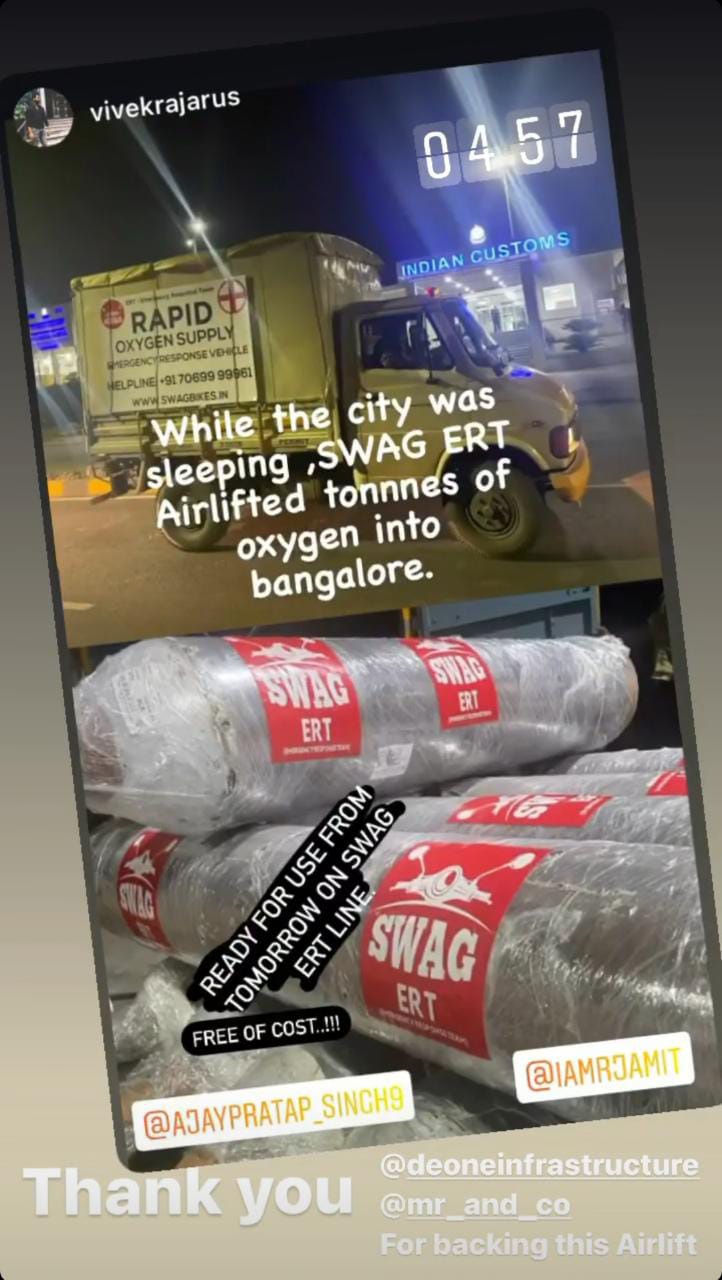 vivekrajarus
04 57
INDIAN CUSTOMS
RAPID
OXYGEN SUPPLY
EMERGENCY RESPONSE VEHICLE
HELPLINE +91 70699 99961
WWW.SWAGBIKES.IN
While the city was
sleeping ,SWAG ERT
Airlifted tonnnes of
oxygen into
bangalore.
SWAG
ERT
SWAG
ERT
SWAG
SWAG
ERT
READY FOR USE FROM
TOMORROW ON SWAG
ERT LINE.
FREE OF COST..!!!
@IAMRJAMIT
@AJAYPRATAP_SINGH9
Thank you
@deoneinfrastructure
@mr_and_co
For backing this Airlift